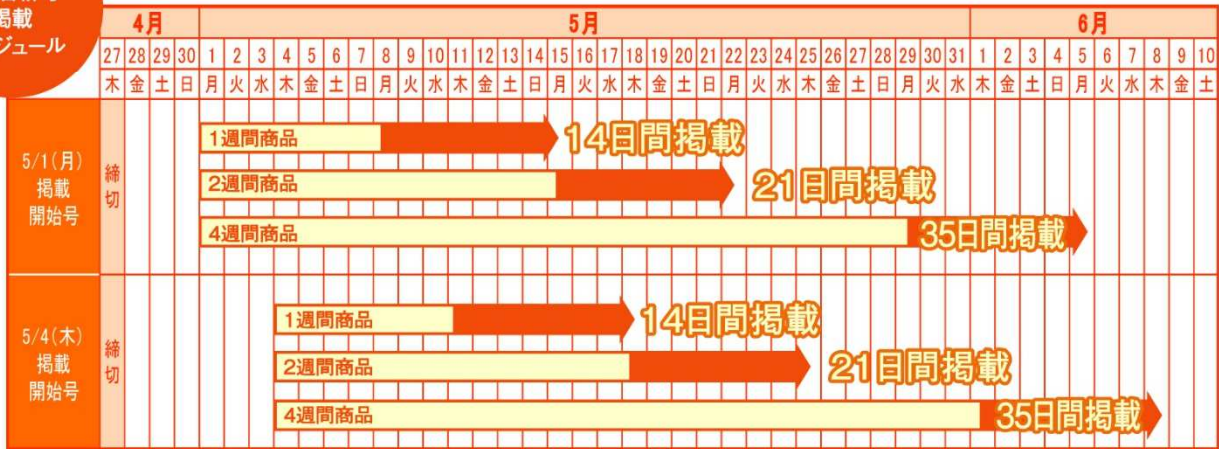 掲載
ジュール
4月 5月 6月
27 28 29 30 1 2 3 4 5 6 7 8 9 10 11 12 13 14 15 16 17 18 19 20 21 22 23 24 25 26 27 28 29 30 31 1 2 3 4 5 6 7 8 9 10
木 金 土 日 月 火 水 木 金 土 日 月 火 水 木 金 土 日 月 火 水 木 金 土 日 月 火 水 木 金 土 日 月 火 水 木 金 土 日 月 火 水 木 金 土
5/1(月)
掲載
開始号
締
切
1週間商品 14日間掲載
2週間商品 21日間掲載
4週間商品 35日間掲載
5/4(木)
掲載
開始号
締
切
1週間商品 14日間掲載
2週間商品 21日間掲載
4週間商品 35日間掲載